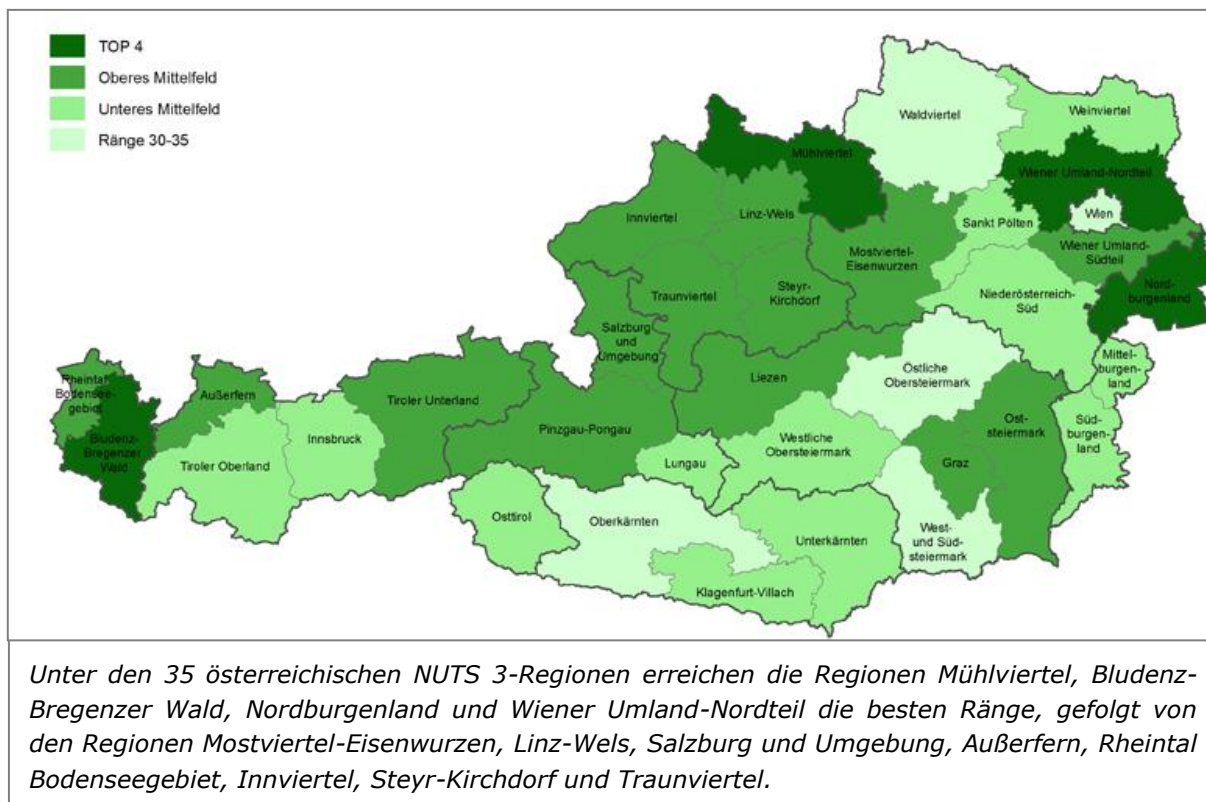 TOP 4
Oberes Mittelfeld
Unteres Mittelfeld
Ränge 30-35
Waldviertel
Weinviertel
Mühlviertel
Wiener Umland-Nordteil
Wien
Innviertel
Linz-Wels
Sankt Pölten
Mostviertel-
Eisenwurzen
Wiener Umland-
Südteil
Nord-
burgenland
Traunviertel
Steyr-
Kirchdorf
Niederösterreich-
Süd
Salzburg
und
Umgebung
Mittel-
burgen-
land
Rheintal
Bodensee-
gebiet
Außerfern
Tiroler Unterland
Liezen
Östliche
Obersteiermark
Bludenz-
Bregenzer
Wald
Tiroler Oberland
Innsbruck
Pinzgau-Pongau
Lungau
Westliche
Obersteiermark
Ost-
steiermark
Süd-
burgen-
land
Graz
Osttirol
Oberkärnten
Unterkärnten
West-
und Süd-
steiermark
Klagenfurt-Villach
Unter den 35 österreichischen NUTS 3-Regionen erreichen die Regionen Mühlviertel, Bludenz-
Bregenzer Wald, Nordburgenland und Wiener Umland-Nordteil die besten Ränge, gefolgt von
den Regionen Mostviertel-Eisenwurzen, Linz-Wels, Salzburg und Umgebung, Außerfern, Rheintal
Bodenseegebiet, Innviertel, Steyr-Kirchdorf und Traunviertel.